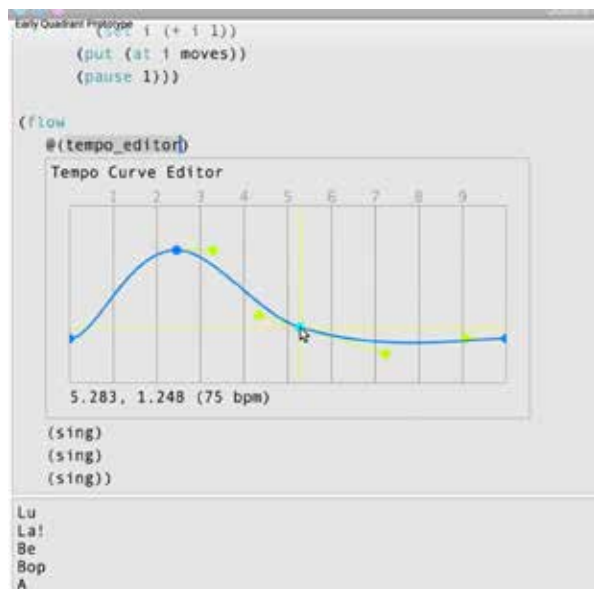 Early Quadrant Prototype
(set i (+ i 1))
(put (at i moves))
(pause 1)))
(flow
@(tempo_editor)
Tempo Curve Editor
1 2 3 4 5 6 7 8 9
5.283, 1.248 (75 bpm)
(sing)
(sing)
(sing))
Lu
La!
Be
Bop
A